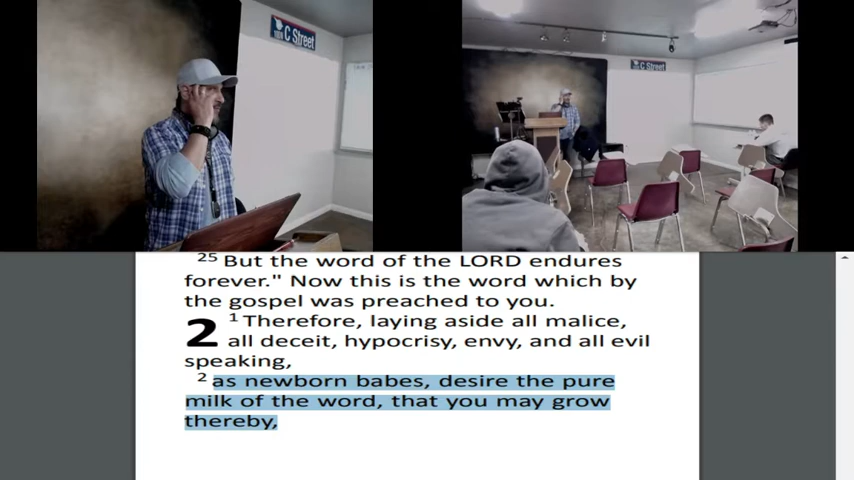 C Street
C Street
25 But the word of the LORD endures
forever." Now this is the word which by
the gospel was preached to you.
2 1 Therefore, laying aside all malice,
all deceit, hypocrisy, envy, and all evil
speaking,
2 as newborn babes, desire the pure
milk of the word, that you may grow
thereby,